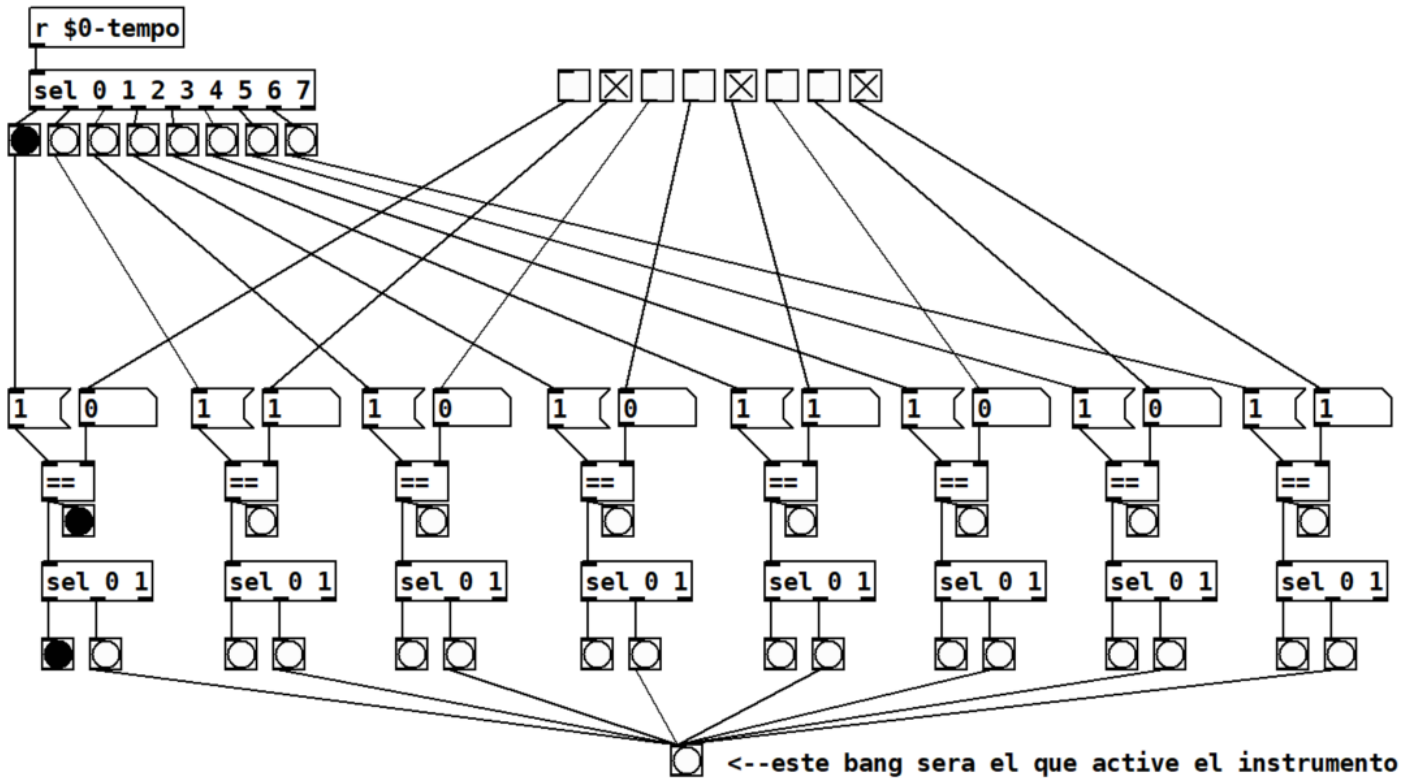 r $0-tempo
sel 0 1 2 3 4 5 6 7
1 0 1 1 1 0 1 0 1 1 1 0 1 0 1 1
== == == == == == == ==
sel 0 1 sel 0 1 sel 0 1 sel 0 1 sel 0 1 sel 0 1 sel 0 1 sel 0 1
<--este bang sera el que active el instrumento